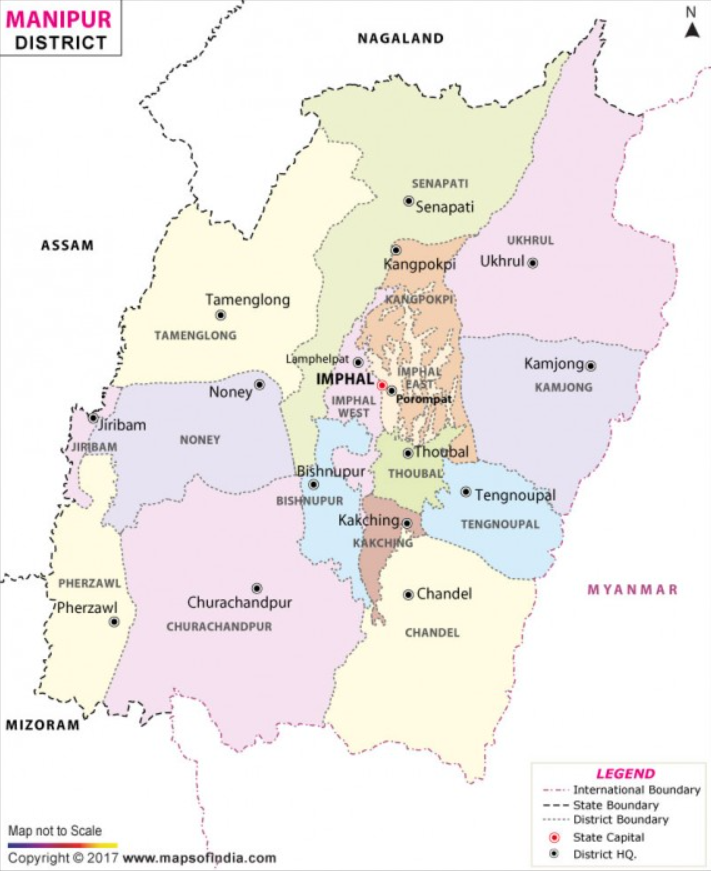 MANIPUR
DISTRICT
N
NAGALAND
SENAPATI
Senapati
ASSAM
UKHRUL
Ukhrul
Kangpokpi
KANGPOKPI
Tamenglong
TAMENGLONG
Lamphelpat
IMPHAL
IMPHAL
EAST
Porompat
IMPHAL
WEST
Kamjong
KAMJONG
Noney
NONEY
Jiribam
JIRIBAM
Thoubal
THOUBAL
Bishnupur
BISHNUPUR
Tengnoupal
TENGNOUPAL
Kakching
KAKCHING
PHERZAWL
Pherzawl
Churachandpur
CHURACHANDPUR
Chandel
CHANDEL
MYANMAR
MIZORAM
LEGEND
International Boundary
State Boundary
District Boundary
State Capital
District HQ.
Map not to Scale
Copyright © 2017 www.mapsofindia.com